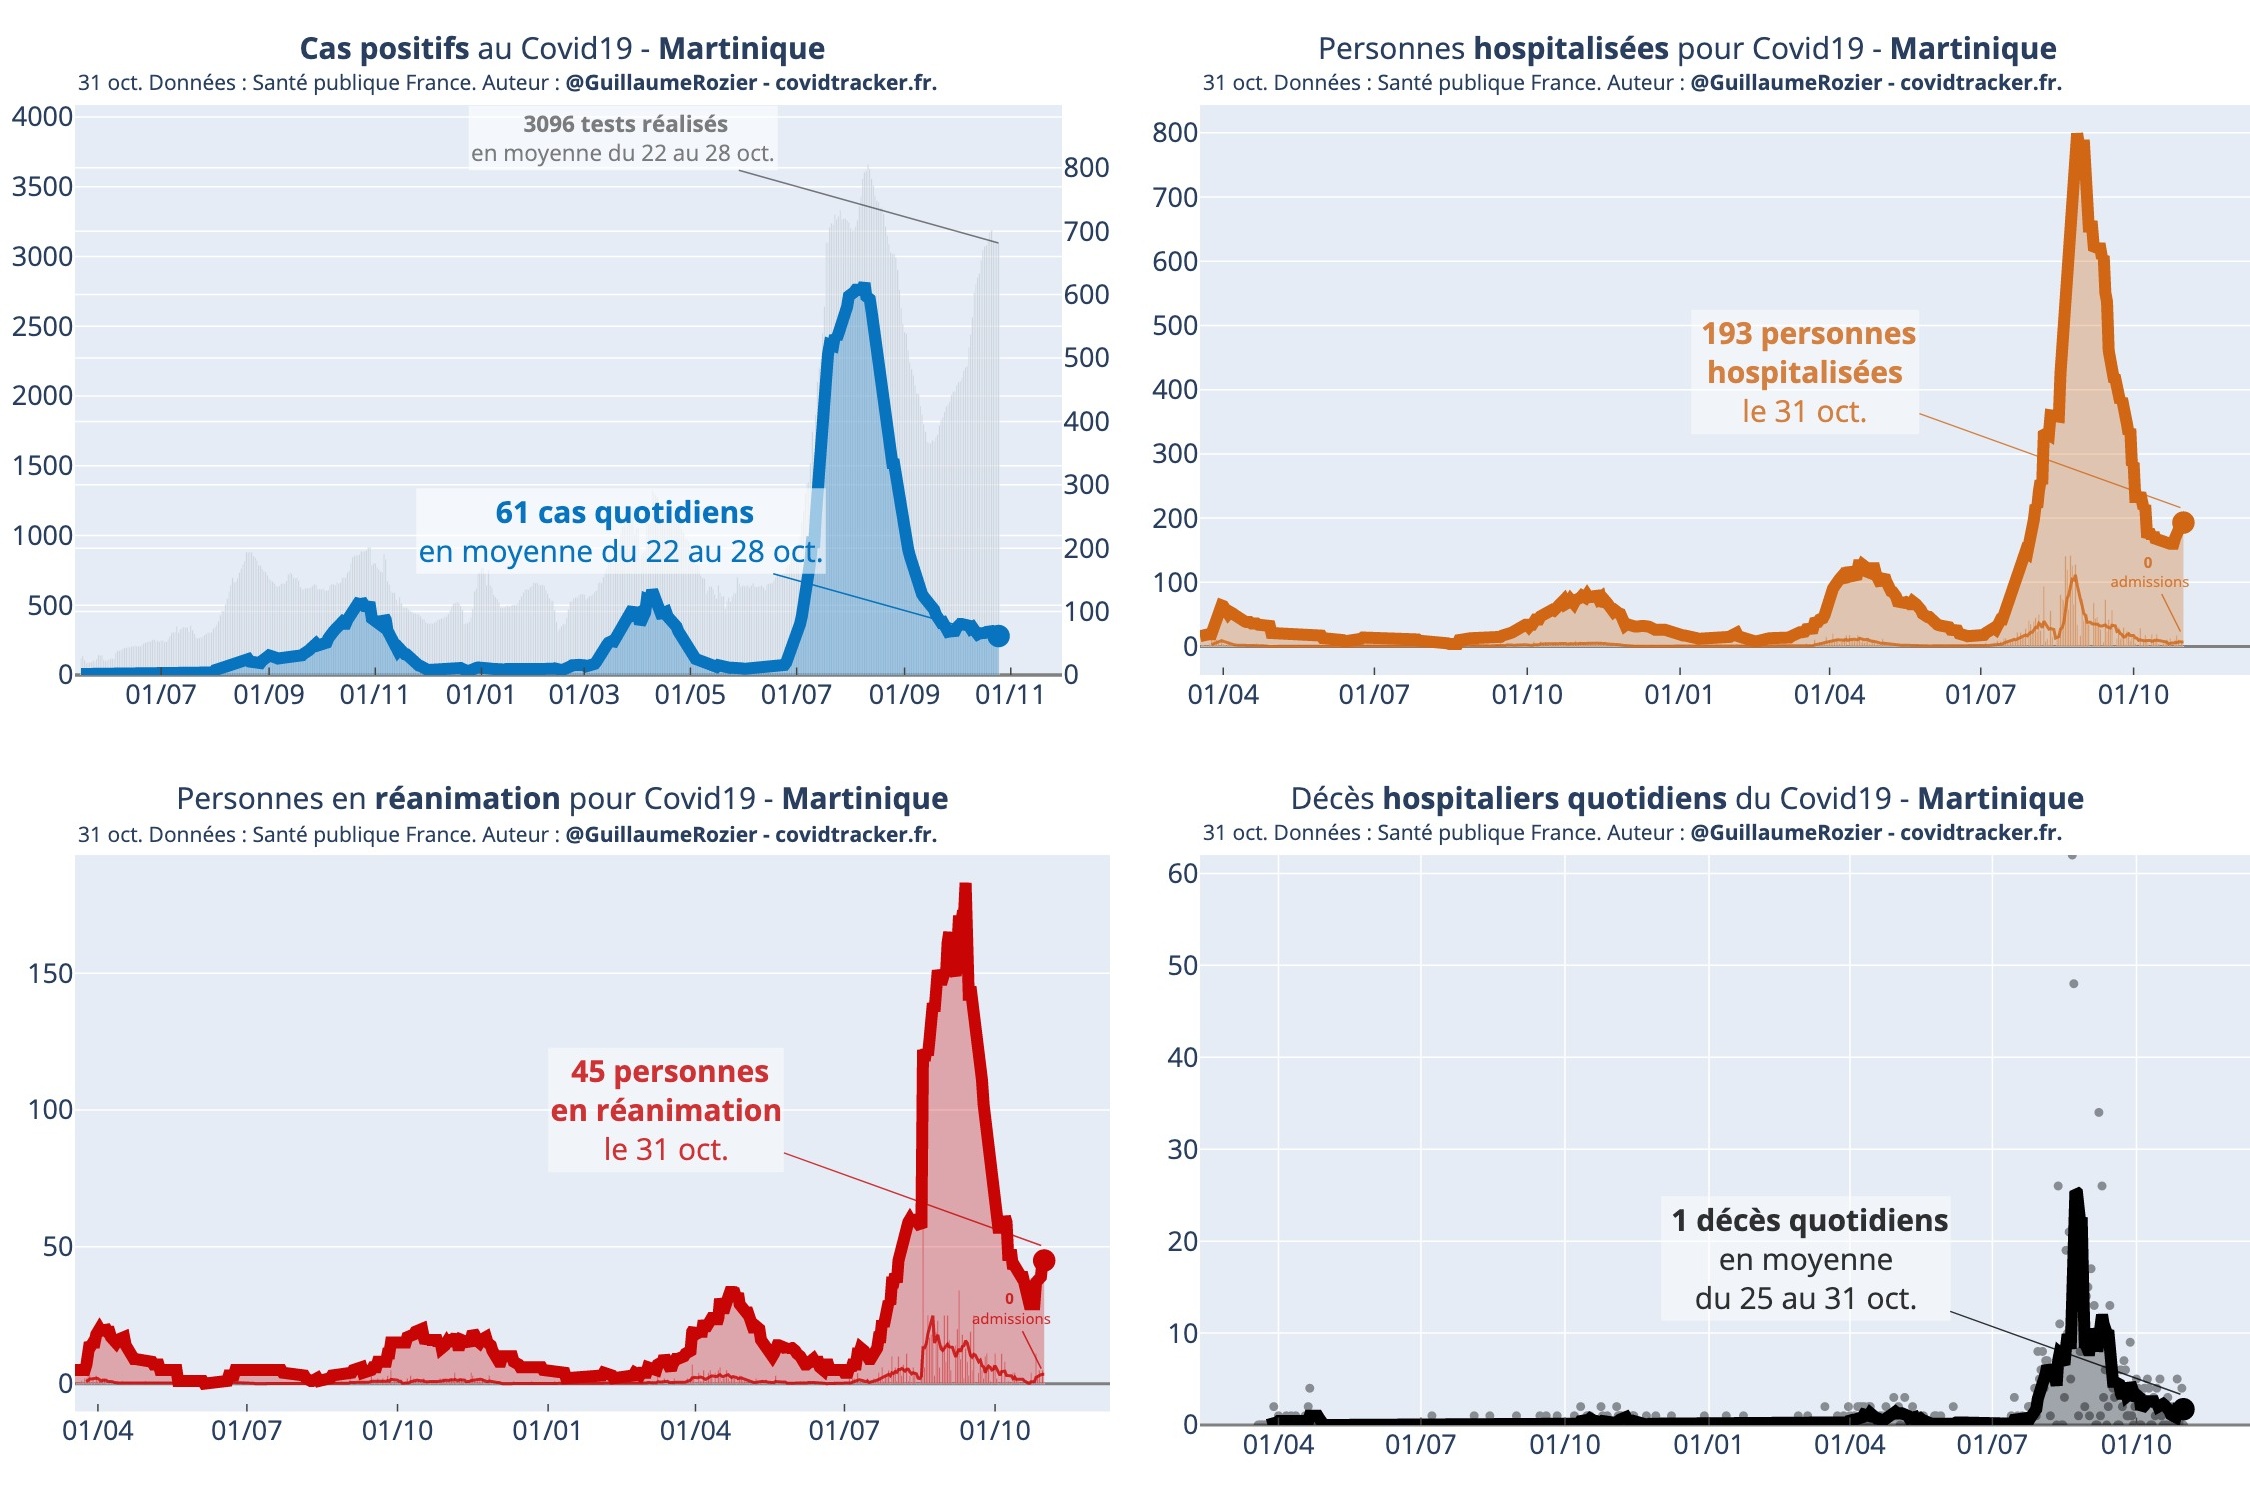 Cas positifs au Covid19 - Martinique
31 oct. Données : Santé publique France. Auteur : @GuillaumeRozier - covidtracker.fr.
3096 tests réalisés
en moyenne du 22 au 28 oct.
61 cas quotidiens
en moyenne du 22 au 28 oct.
4000
3500
3000
2500
2000
1500
1000
500
0
800
700
600
500
400
300
200
100
0
01/07 01/09 01/11 01/01 01/03 01/05 01/07 01/09 01/11
Personnes hospitalisées pour Covid19 - Martinique
31 oct. Données : Santé publique France. Auteur : @GuillaumeRozier - covidtracker.fr.
800
700
600
500
400
300
200
100
0
193 personnes
hospitalisées
le 31 oct.
0
admissions
01/04 01/07 01/10 01/01 01/04 01/07 01/10
Personnes en réanimation pour Covid19 - Martinique
31 oct. Données : Santé publique France. Auteur : @GuillaumeRozier - covidtracker.fr.
150
100
50
0
45 personnes
en réanimation
le 31 oct.
0
admissions
01/04 01/07 01/10 01/01 01/04 01/07 01/10
Décès hospitaliers quotidiens du Covid19 - Martinique
31 oct. Données : Santé publique France. Auteur : @GuillaumeRozier - covidtracker.fr.
60
50
40
30
20
10
0
1 décès quotidiens
en moyenne
du 25 au 31 oct.
01/04 01/07 01/10 01/01 01/04 01/07 01/10